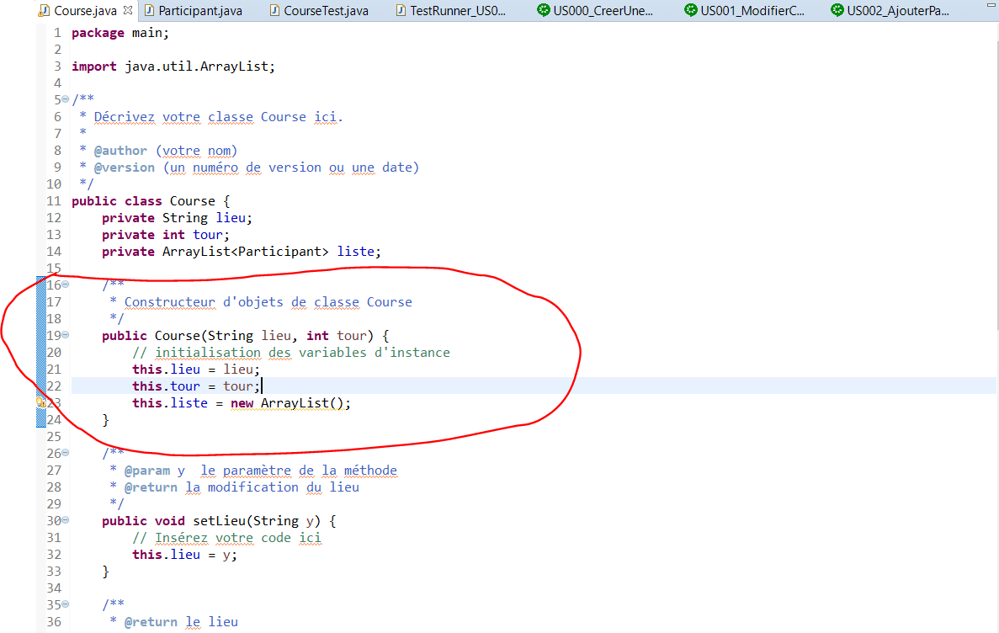 Course.java Participant.java CourseTest.java TestRunner_US0... US000_CreerUne... US001_ModifierC... US002_AjouterPa...
1 package main;
2
3 import java.util.ArrayList;
4
5 /**
6 * Décrivez votre classe Course ici.
7 *
8 * @author (votre nom)
9 * @version (un numéro de version ou une date)
10 */
11 public class Course {
12 private String lieu;
13 private int tour;
14 private ArrayList<Participant> liste;
15
16 /**
17 * Constructeur d'objets de classe Course
18 */
19 public Course(String lieu, int tour) {
20 // initialisation des variables d'instance
21 this.lieu = lieu;
22 this.tour = tour;
23 this.liste = new ArrayList();
24 }
25
26 /**
27 * @param y le paramètre de la méthode
28 * @return la modification du lieu
29 */
30 public void setLieu(String y) {
31 // Insérez votre code ici
32 this.lieu = y;
33 }
34
35 /**
36 * @return le lieu